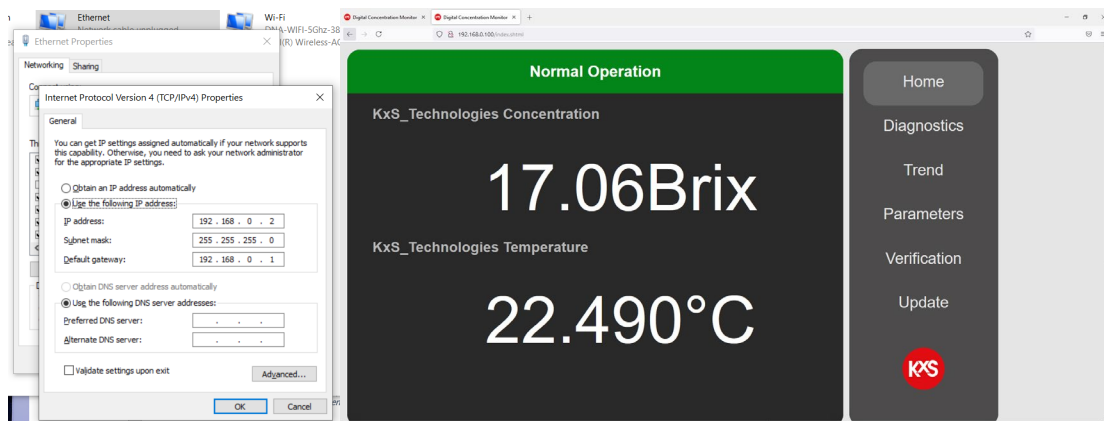 Ethernet
Network cable unplugged
Wi-Fi
DNA-WIFI-5Ghz-38
(R) Wireless-AC
Ethernet Properties
Networking Sharing
Internet Protocol Version 4 (TCP/IPv4) Properties
General
You can get IP settings assigned automatically if your network supports
this capability. Otherwise, you need to ask your network administrator
for the appropriate IP settings.
Obtain an IP address automatically
Use the following IP address:
IP address: 192 . 168 . 0 . 2
Subnet mask: 255 . 255 . 255 . 0
Default gateway: 192 . 168 . 0 . 1
Obtain DNS server address automatically
Use the following DNS server addresses:
Preferred DNS server: . . .
Alternate DNS server: . . .
Validate settings upon exit
Advanced...
OK Cancel
Digital Concentration Monitor Digital Concentration Monitor
192.168.0.100/index.shtml
Normal Operation
KxS_Technologies Concentration
17.06Brix
KxS_Technologies Temperature
22.490°C
Home
Diagnostics
Trend
Parameters
Verification
Update
KXS